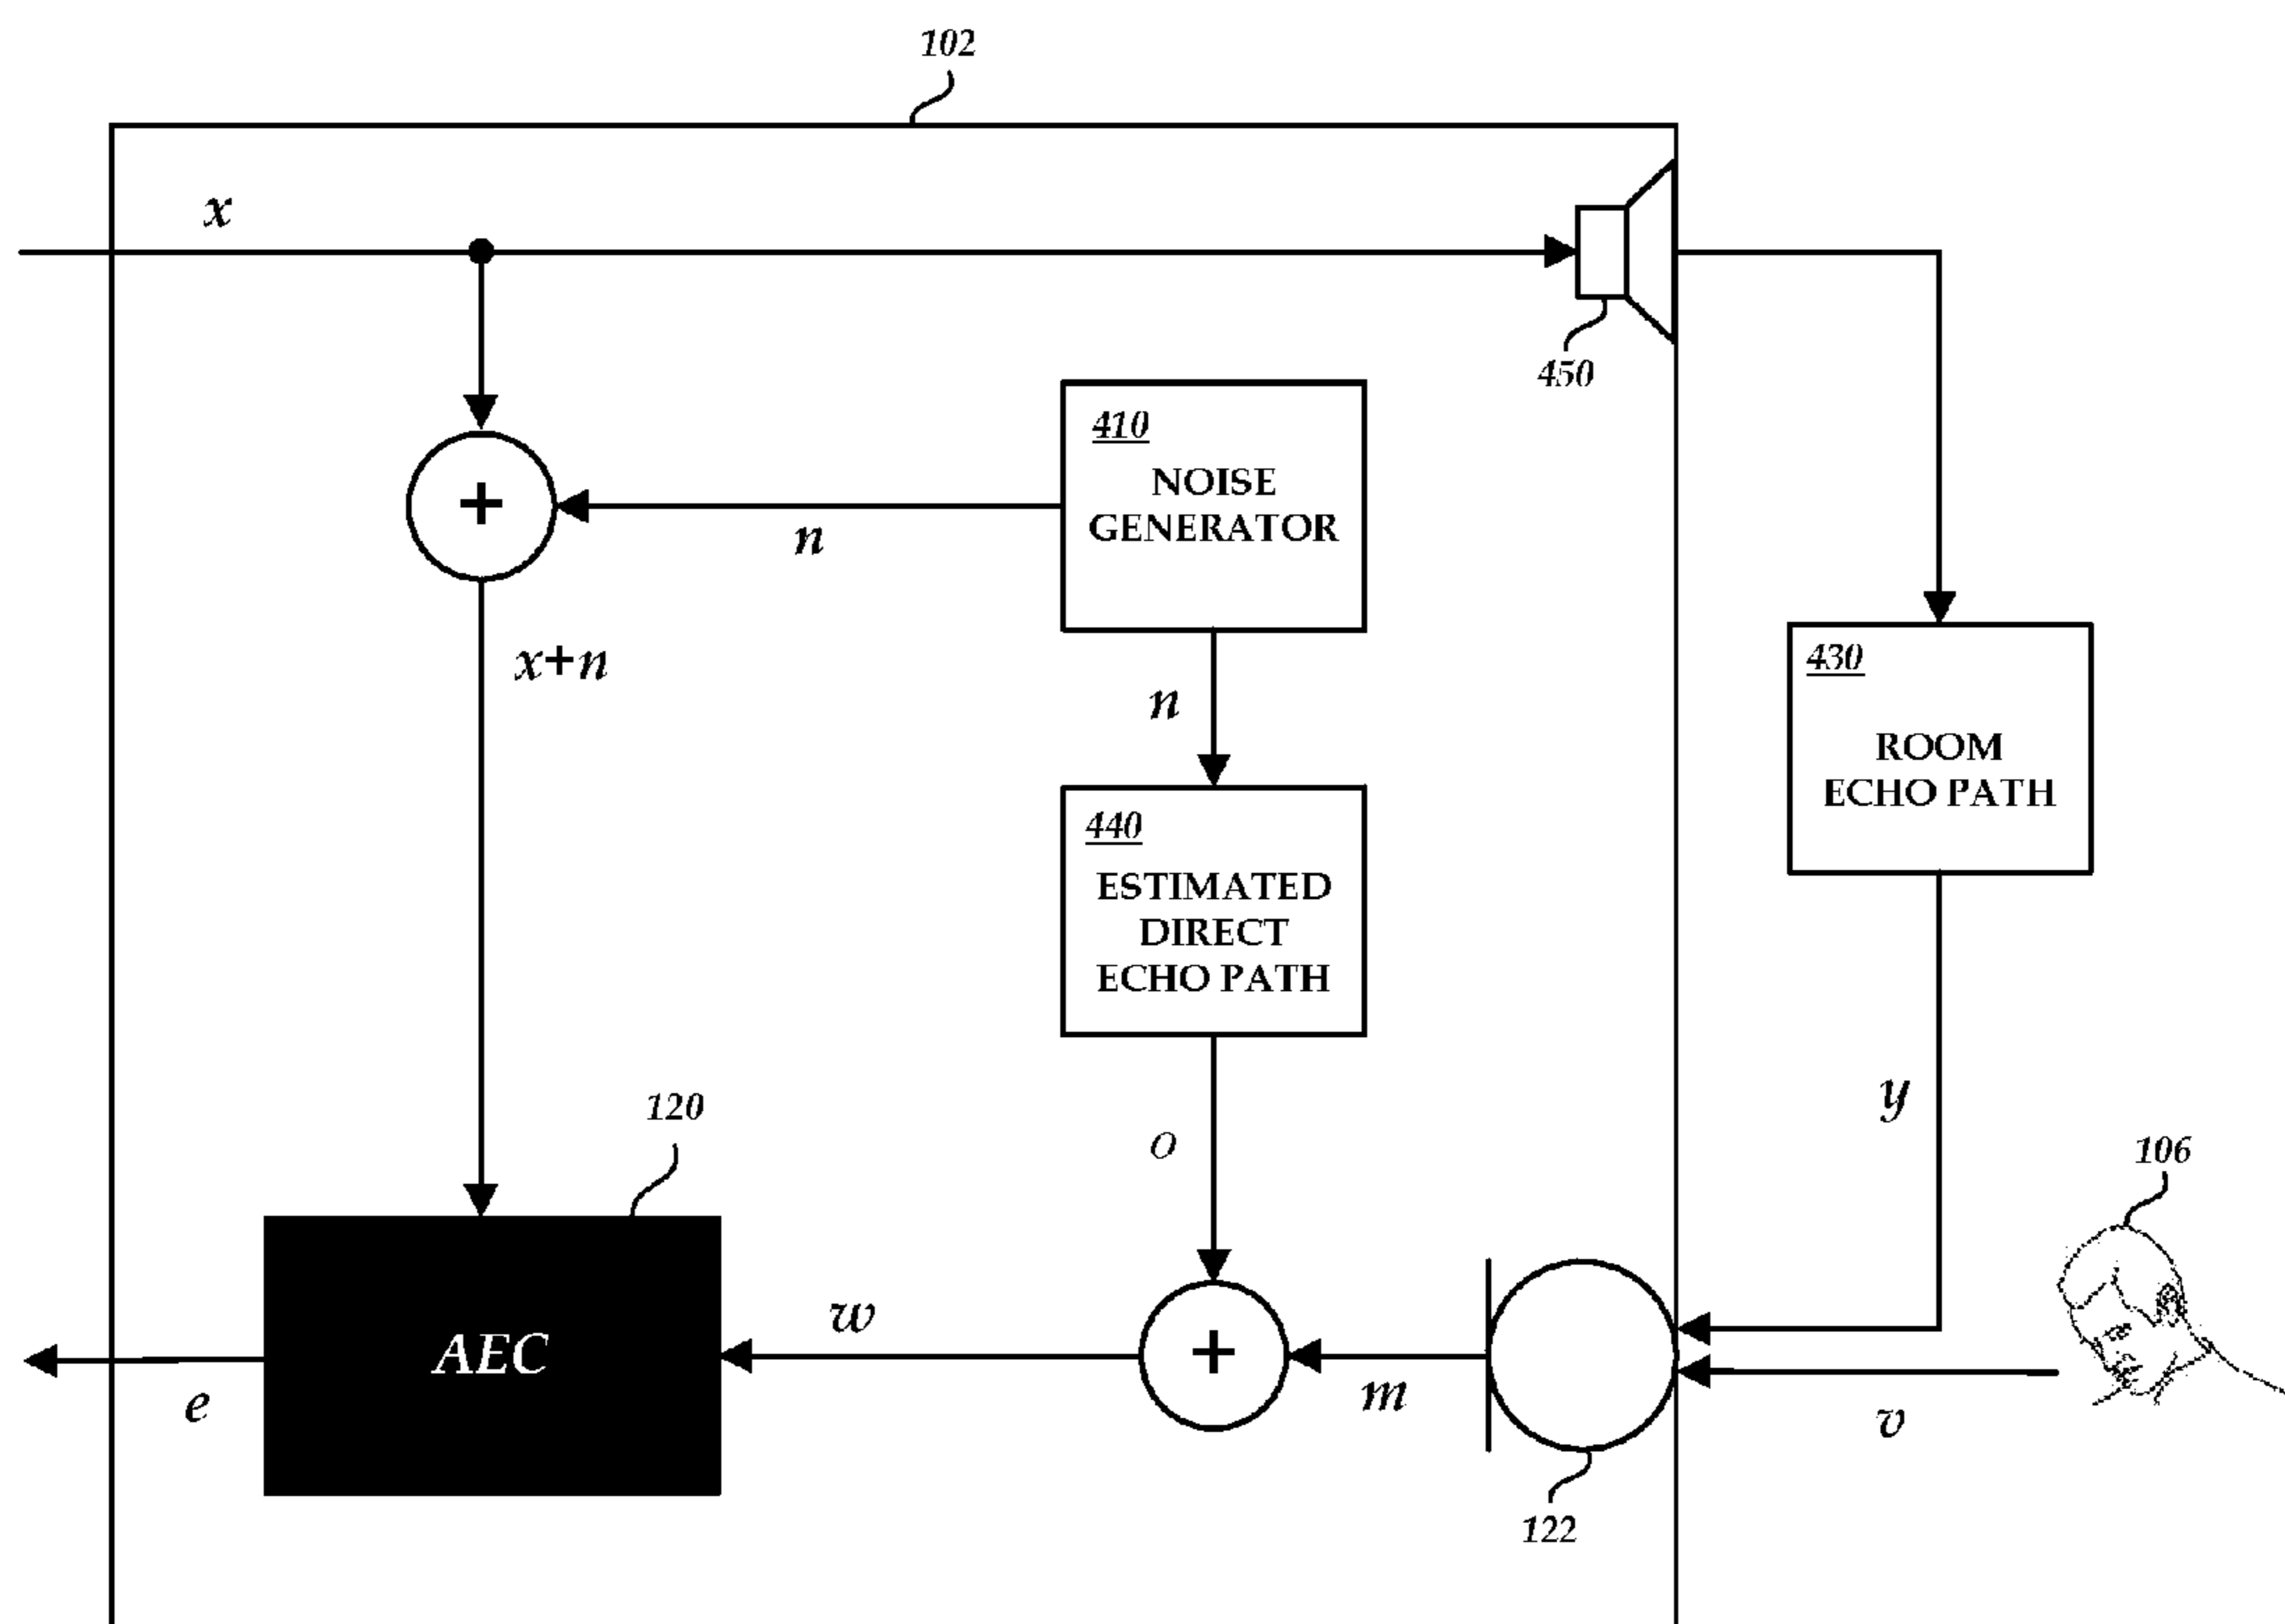 102
x
450
410
NOISE
GENERATOR
n
x+n
n
430
ROOM
ECHO PATH
440
ESTIMATED
DIRECT
ECHO PATH
120
o
y
106
w
AEC
m
e
v
122